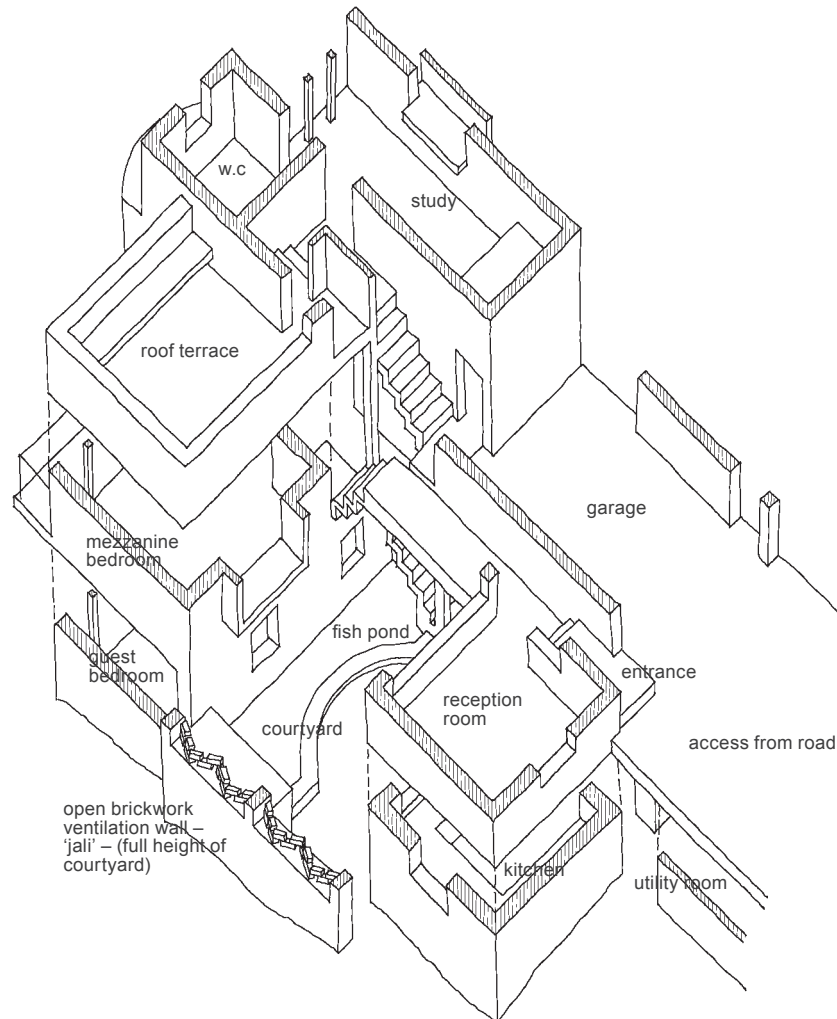 w.c
study
roof terrace
garage
mezzanine
bedroom
fish pond
guest
bedroom
entrance
reception
room
courtyard
access from road
open brickwork
ventilation wall –
‘jali’ – (full height of
courtyard)
kitchen
utility room